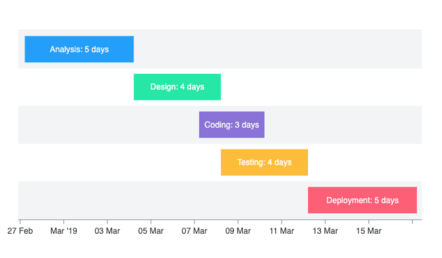 Analysis: 5 days
Design: 4 days
Coding: 3 days
Testing: 4 days
Deployment: 5 days
27 Feb Mar '19 03 Mar 05 Mar 07 Mar 09 Mar 11 Mar 13 Mar 15 Mar